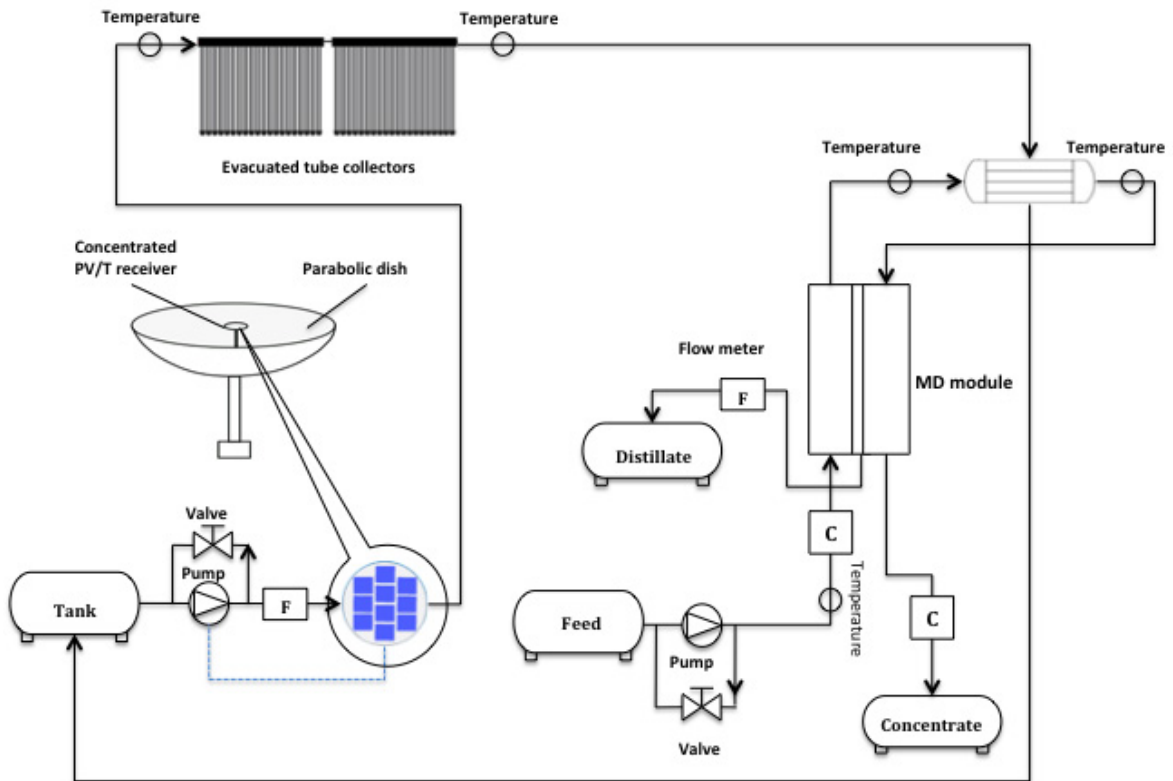 Temperature
Temperature
Evacuated tube collectors
Temperature
Temperature
Concentrated
PV/T receiver
Parabolic dish
Flow meter
F
MD module
Distillate
Valve
Pump
Tank
F
C
Temperature
Feed
Pump
Valve
C
Concentrate